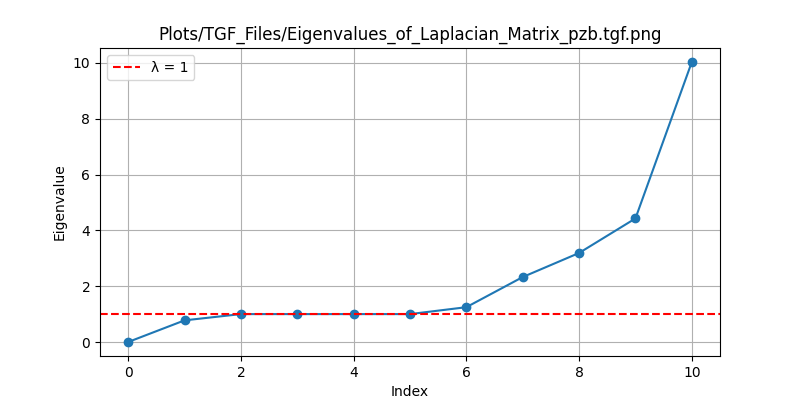 Plots/TGF_Files/Eigenvalues_of_Laplacian_Matrix_pzb.tgf.png
λ = 1
10
8
6
4
2
0
Eigenvalue
0 2 4 6 8 10
Index